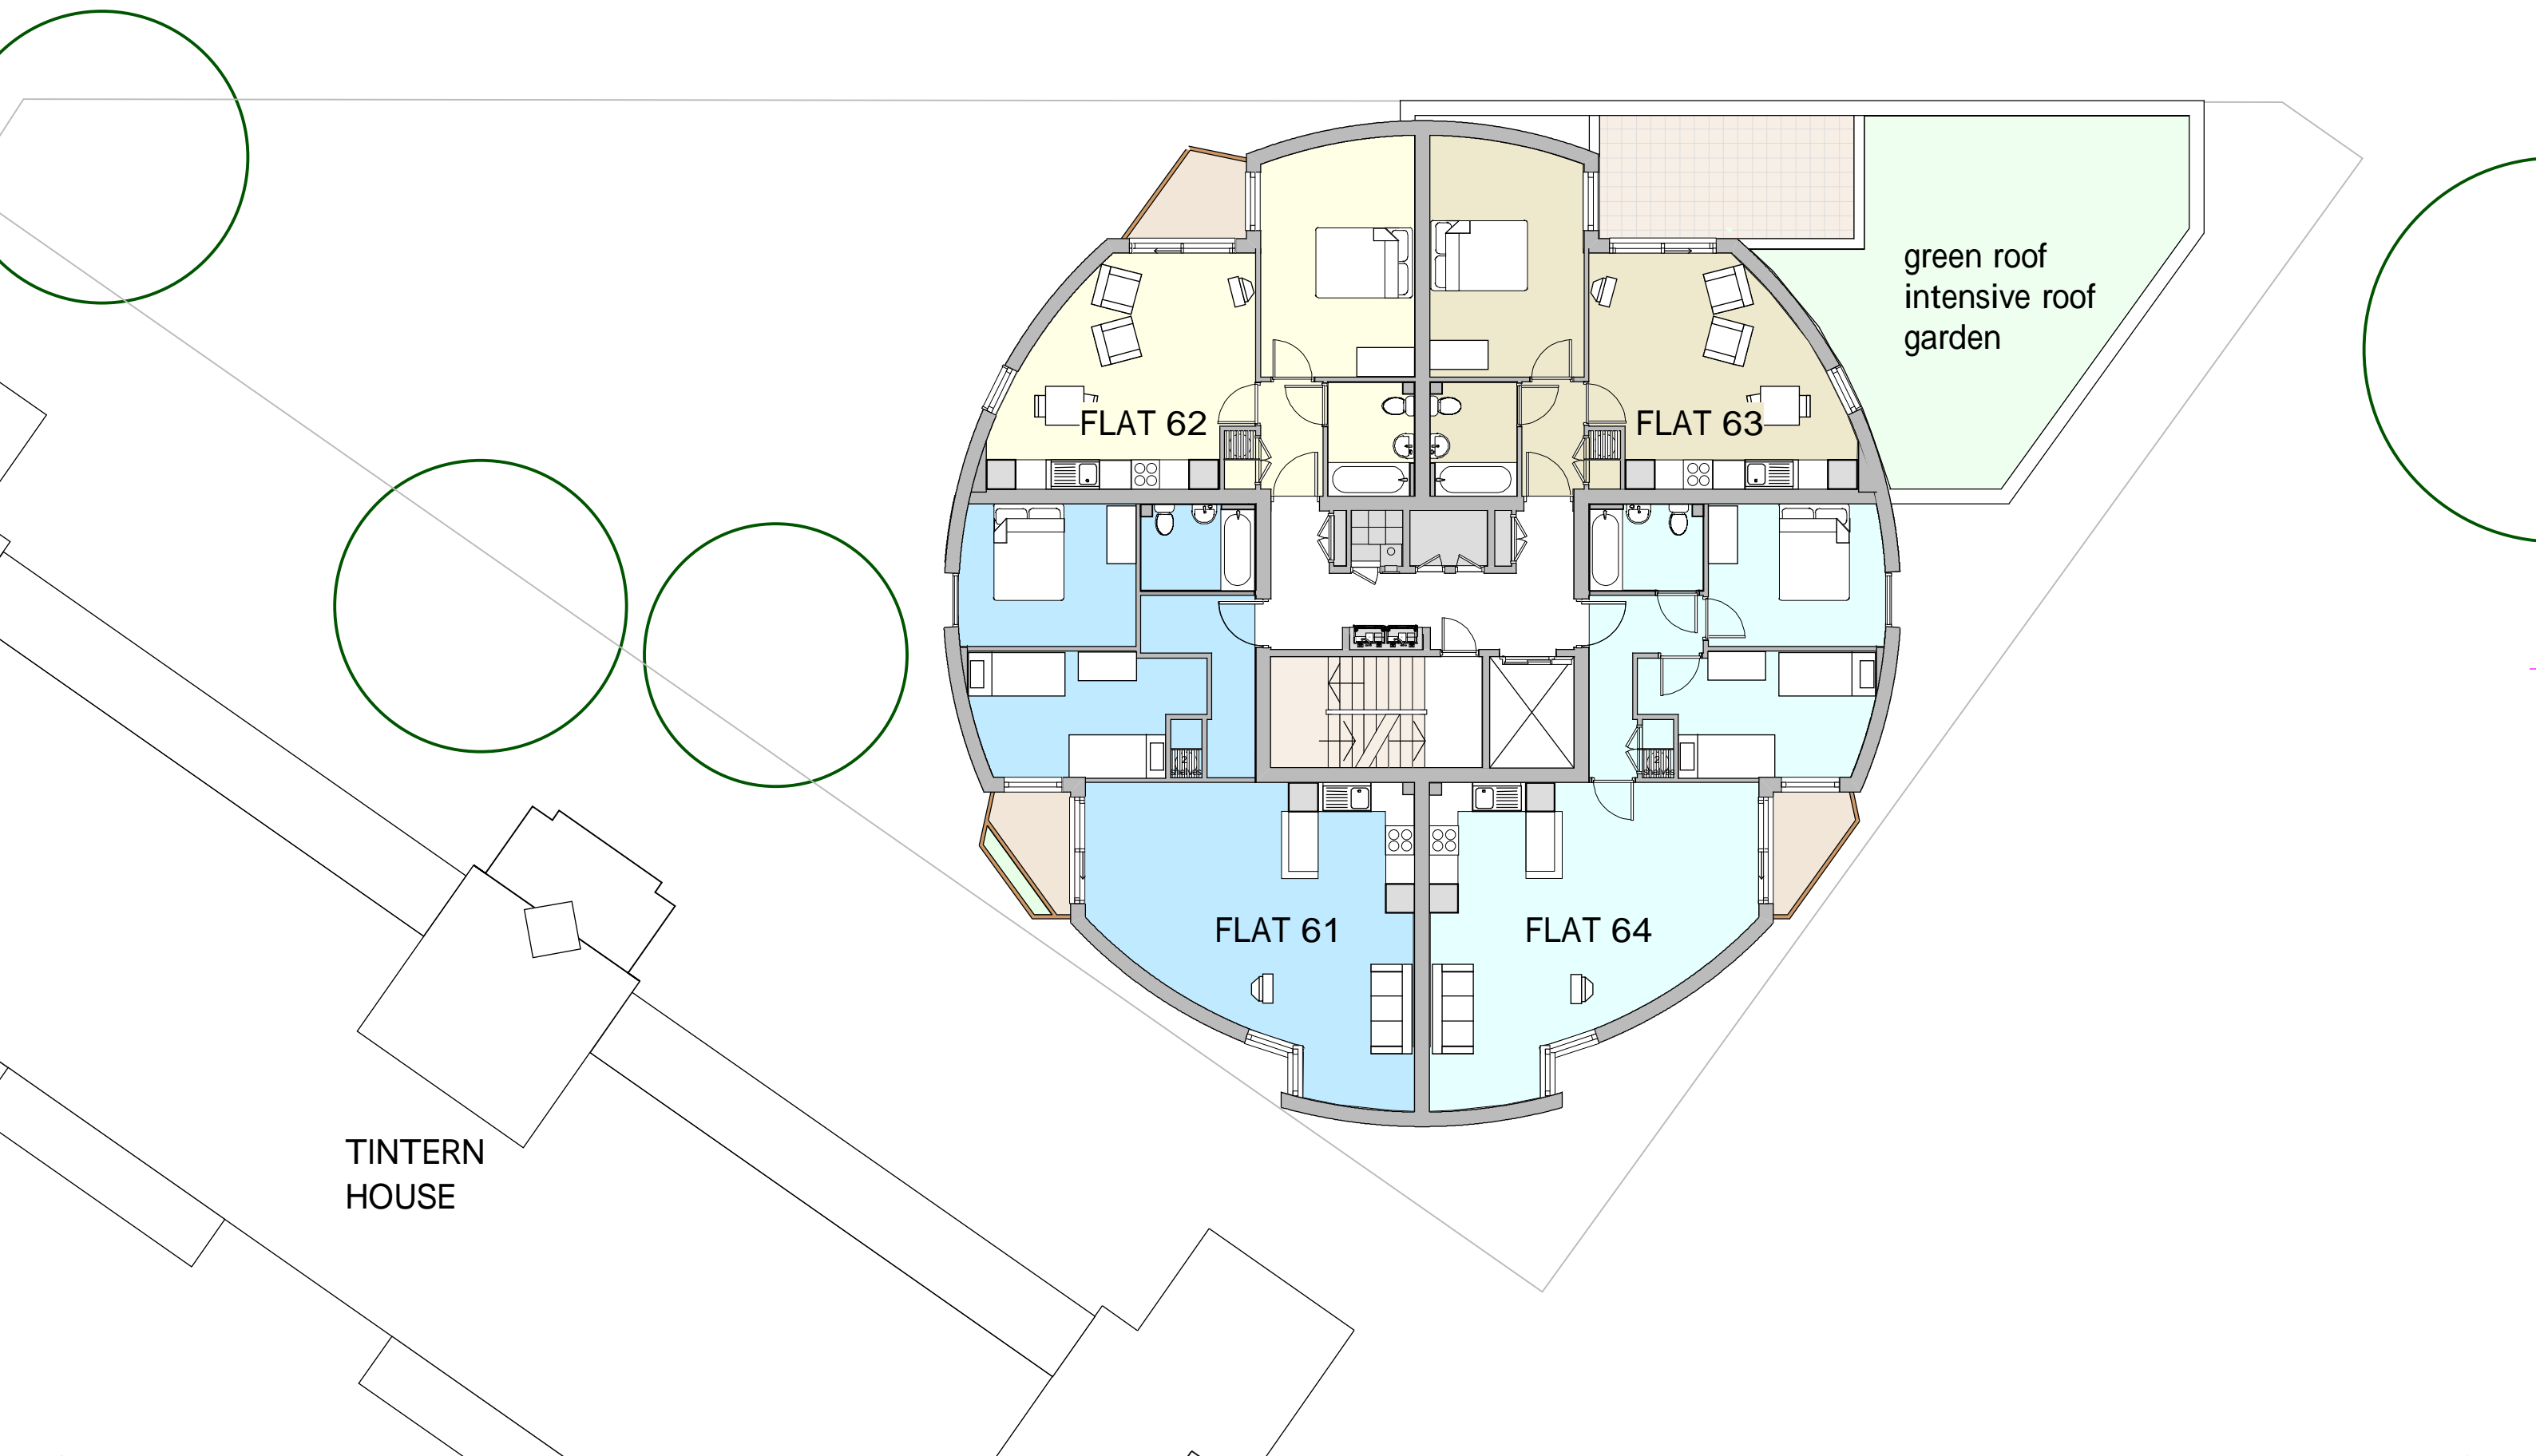 green roof
intensive roof
garden
FLAT 62
FLAT 63
FLAT 61
FLAT 64
TINTERN
HOUSE